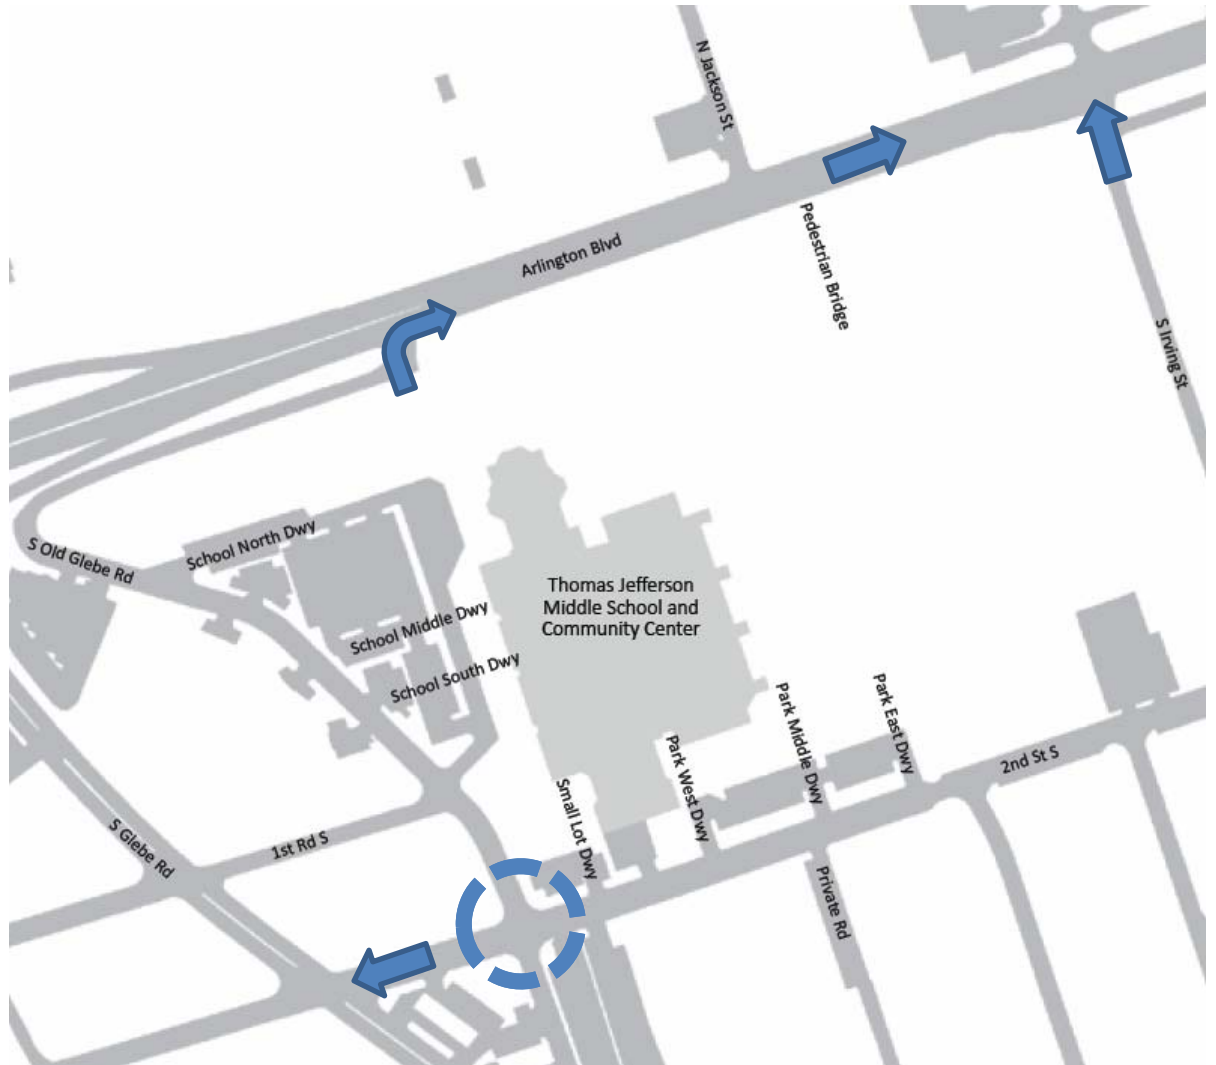 N Jackson St
Arlington Blvd
Pedestrian Bridge
S Irving St
S Old Glebe Rd
School North Dwy
School Middle Dwy
School South Dwy
Thomas Jefferson
Middle School and
Community Center
Park Middle Dwy
Park East Dwy
Park West Dwy
Small Lot Dwy
2nd St S
S Glebe Rd
1st Rd S
Private Rd